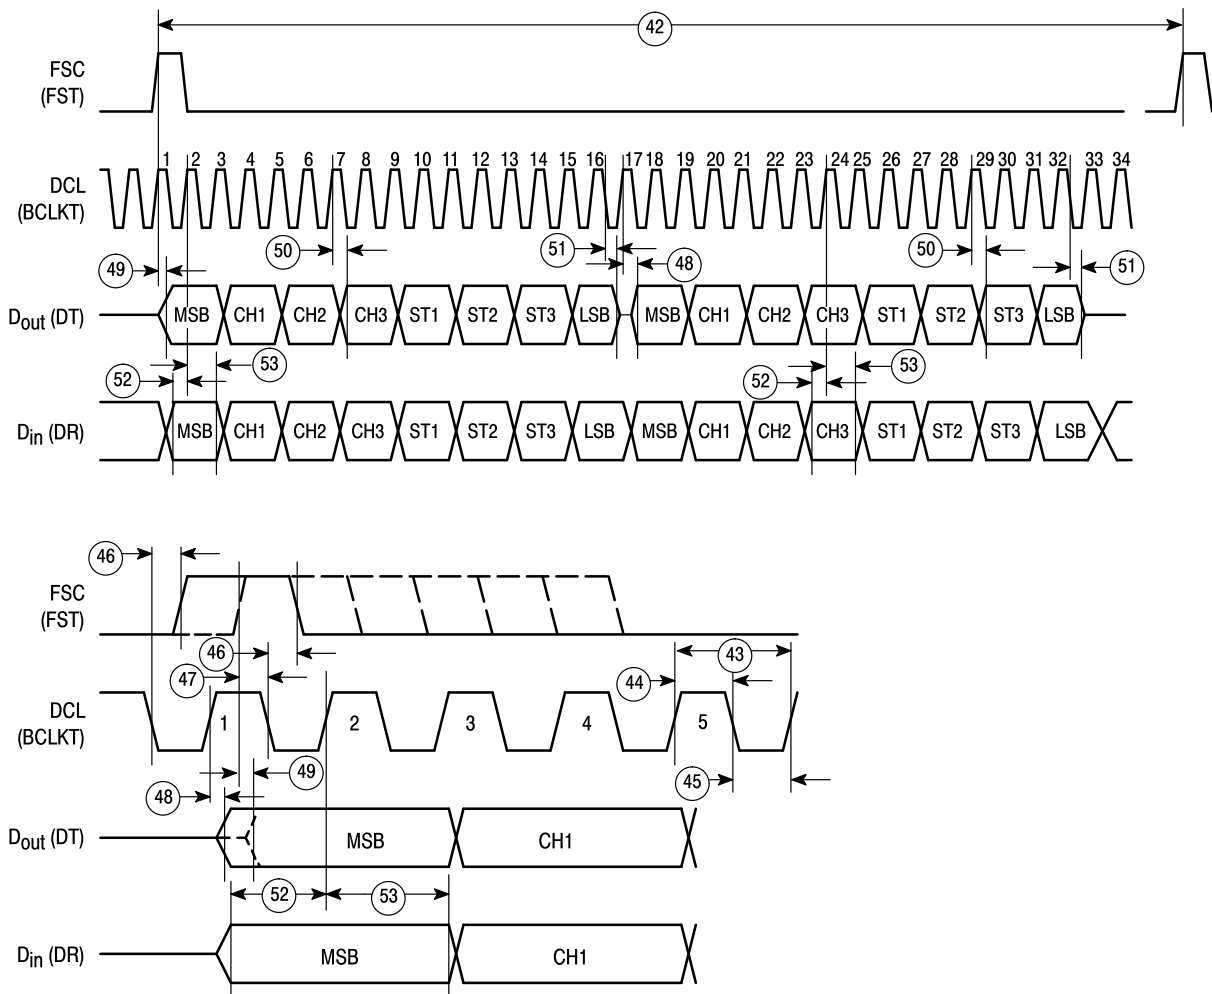 42
FSC
(FST)
1 2 3 4 5 6 7 8 9 10 11 12 13 14 15 16 17 18 19 20 21 22 23 24 25 26 27 28 29 30 31 32 33 34
DCL
(BCLKT)
50 51 50
49 48 51
Dout (DT) MSB CH1 CH2 CH3 ST1 ST2 ST3 LSB MSB CH1 CH2 CH3 ST1 ST2 ST3 LSB
53 53
52 52
Din (DR) MSB CH1 CH2 CH3 ST1 ST2 ST3 LSB MSB CH1 CH2 CH3 ST1 ST2 ST3 LSB
46
FSC
(FST)
46 43
47 44
DCL
(BCLKT)
1 2 3 4 5
49 45
48
Dout (DT) MSB CH1
52 53
Din (DR) MSB CH1